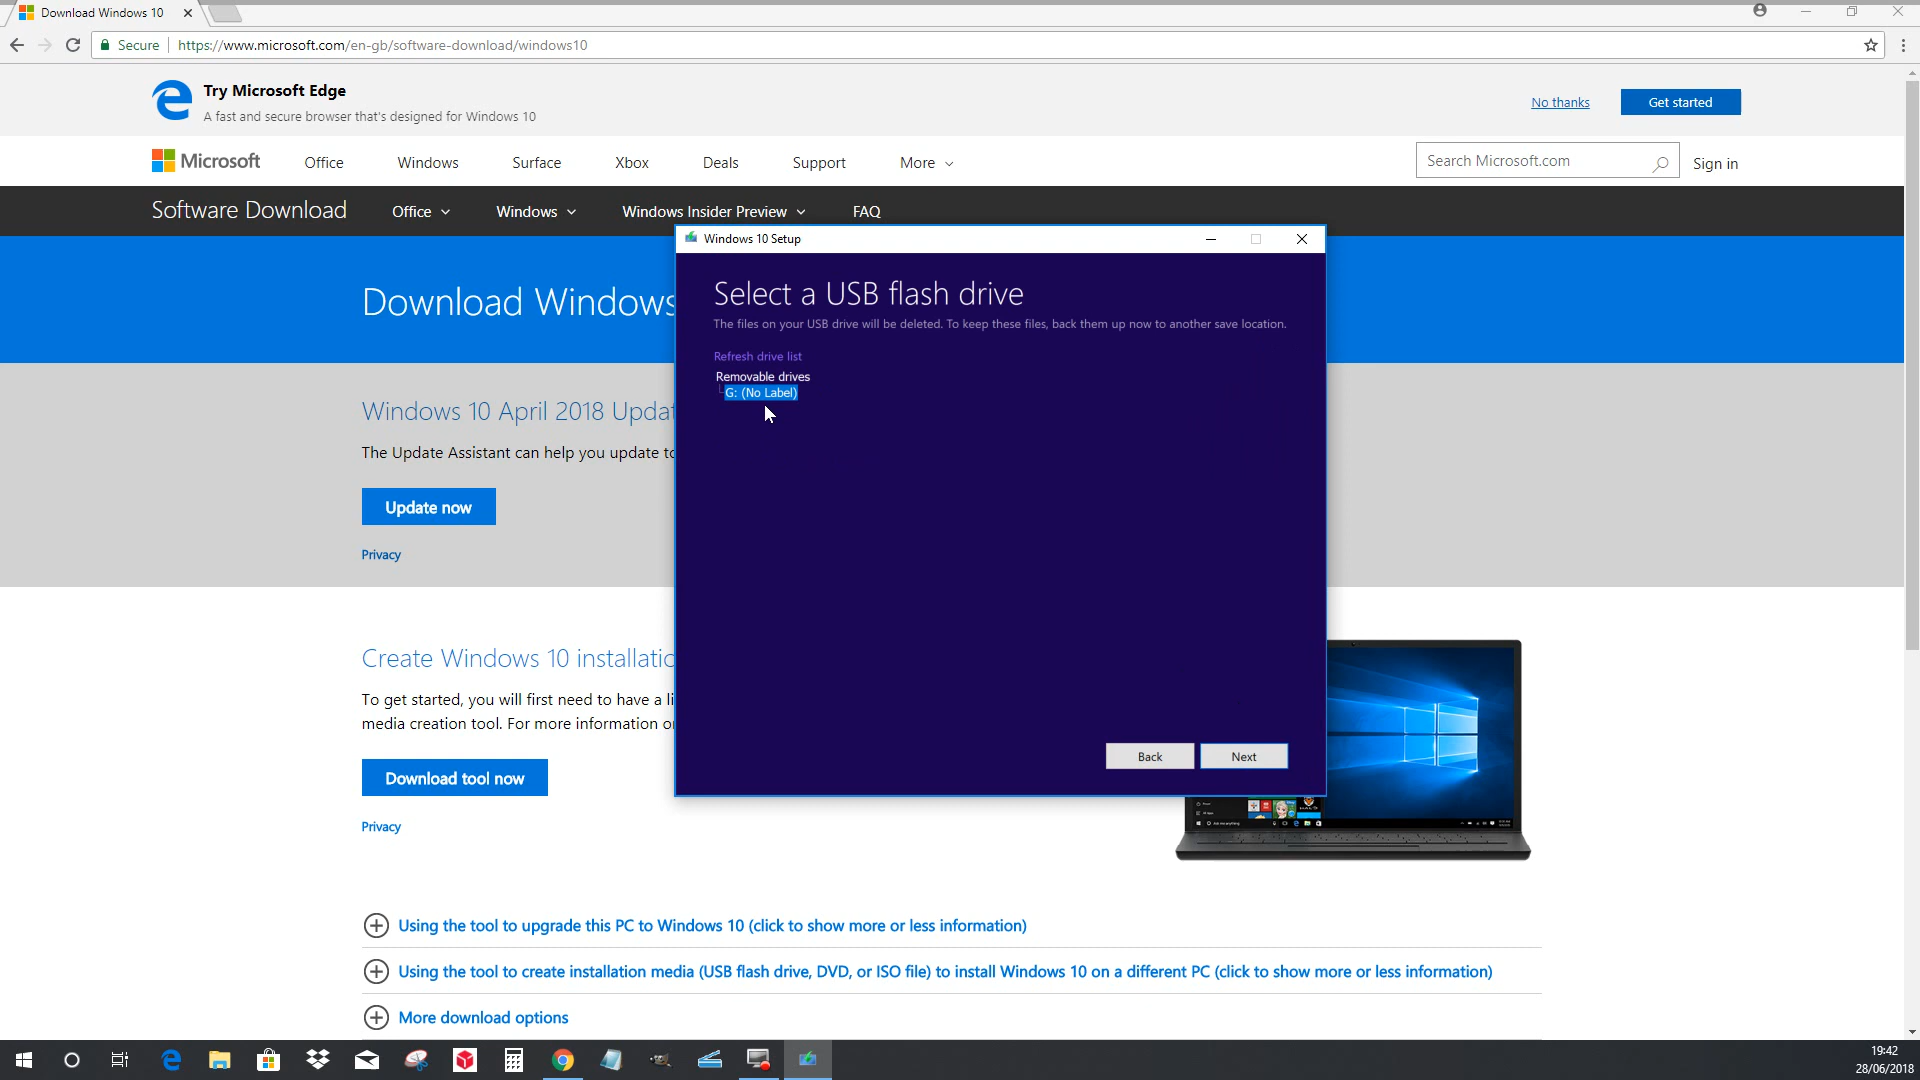 Download Windows 10
Secure
https://www.microsoft.com/en-gb/software-download/windows10
Try Microsoft Edge
A fast and secure browser that's designed for Windows 10
No thanks
Get started
Microsoft
Office
Windows
Surface
Xbox
Deals
Support
More
Search Microsoft.com
Sign in
Software Download
Office
Windows
Windows Insider Preview
FAQ
Windows 10 Setup
Select a USB flash drive
The files on your USB drive will be deleted. To keep these files, back them up now to another save location.
Refresh drive list
Removable drives
G: (No Label)
Back
Next
Download Windows
Windows 10 April 2018 Updat
The Update Assistant can help you update to
Update now
Privacy
Create Windows 10 installatio
To get started, you will first need to have a li
media creation tool. For more information o
Download tool now
Privacy
Using the tool to upgrade this PC to Windows 10 (click to show more or less information)
Using the tool to create installation media (USB flash drive, DVD, or ISO file) to install Windows 10 on a different PC (click to show more or less information)
More download options
19:42
28/06/2018